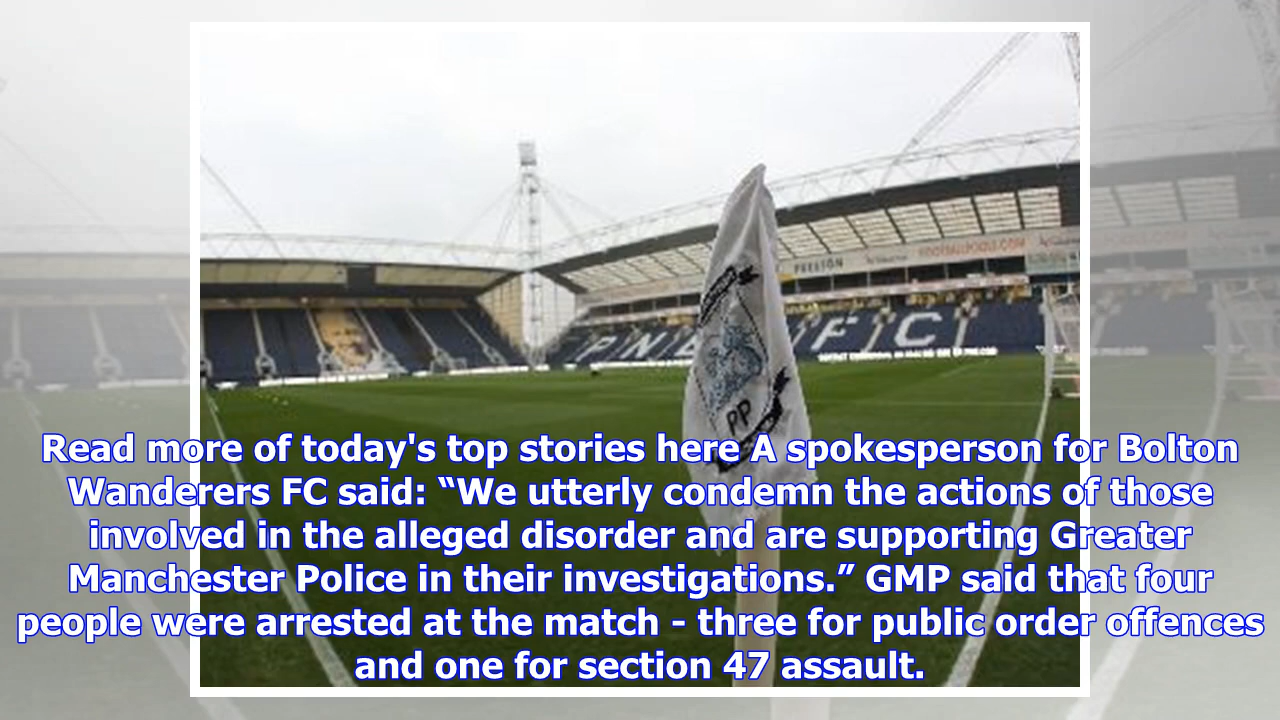 FOOTBALLPOOLS.COM
PRESTON
PNE FC
PP
Read more of today's top stories here A spokesperson for Bolton
Wanderers FC said: “We utterly condemn the actions of those
involved in the alleged disorder and are supporting Greater
Manchester Police in their investigations.” GMP said that four
people were arrested at the match - three for public order offences
and one for section 47 assault.